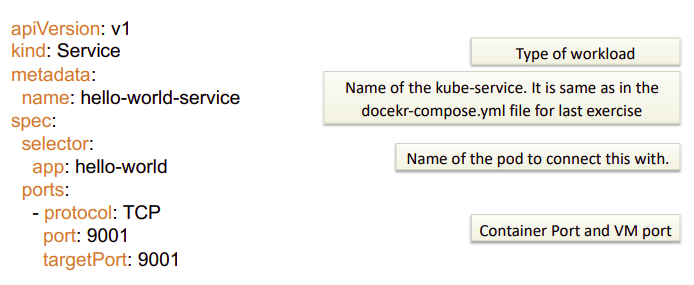 apiVersion: v1
kind: Service
Type of workload
metadata:
name: hello-world-service
Name of the kube-service. It is same as in the
docekr-compose.yml file for last exercise
spec:
selector:
app: hello-world
Name of the pod to connect this with.
ports:
- protocol: TCP
port: 9001
Container Port and VM port
targetPort: 9001